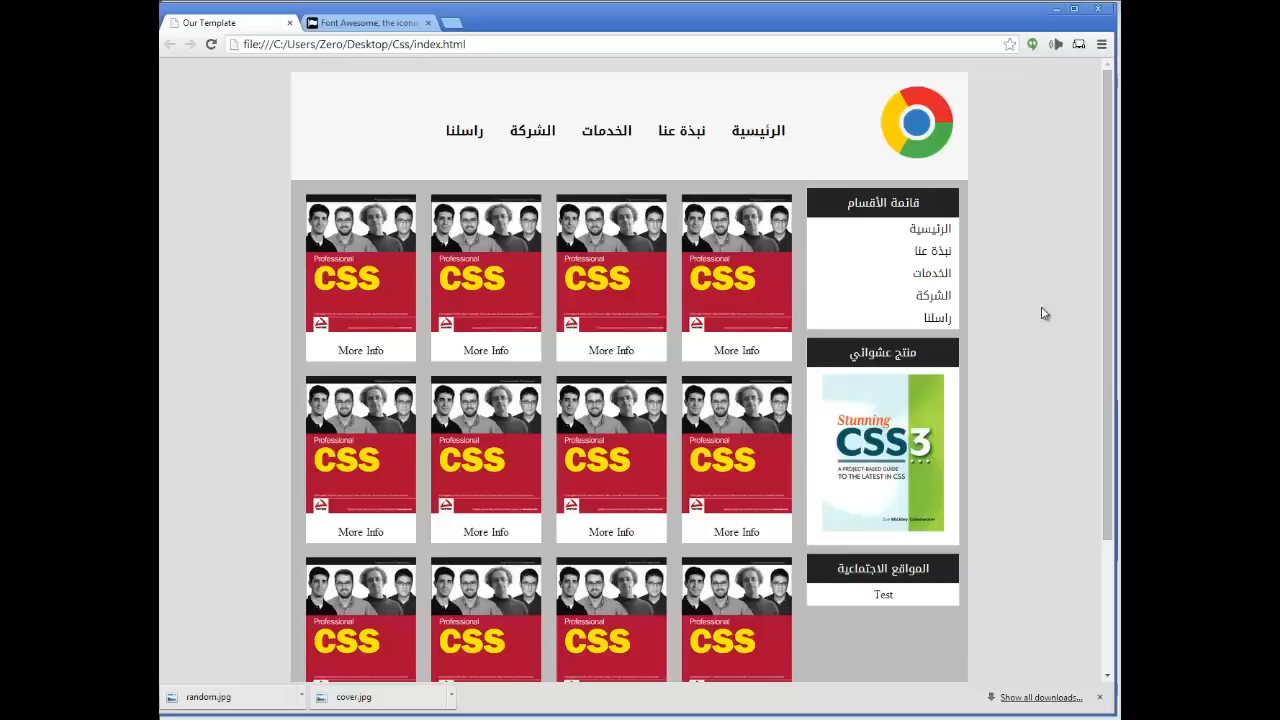 Our Template
Font Awesome, the iconic
file:///C:/Users/Zero/Desktop/Css/index.html
الرئيسية
نبذة عنا
الخدمات
الشركة
راسلنا
قائمة الأقسام
الرئيسية
نبذة عنا
الخدمات
الشركة
راسلنا
منتج عشوائي
Stunning
CSS3
A PROJECT-BASED GUIDE
TO THE LATEST IN CSS
المواقع الاجتماعية
Test
Professional
CSS
More Info
Professional
CSS
More Info
Professional
CSS
More Info
Professional
CSS
More Info
Professional
CSS
More Info
Professional
CSS
More Info
Professional
CSS
More Info
Professional
CSS
More Info
Professional
CSS
Professional
CSS
Professional
CSS
Professional
CSS
random.jpg
cover.jpg
Show all downloads...